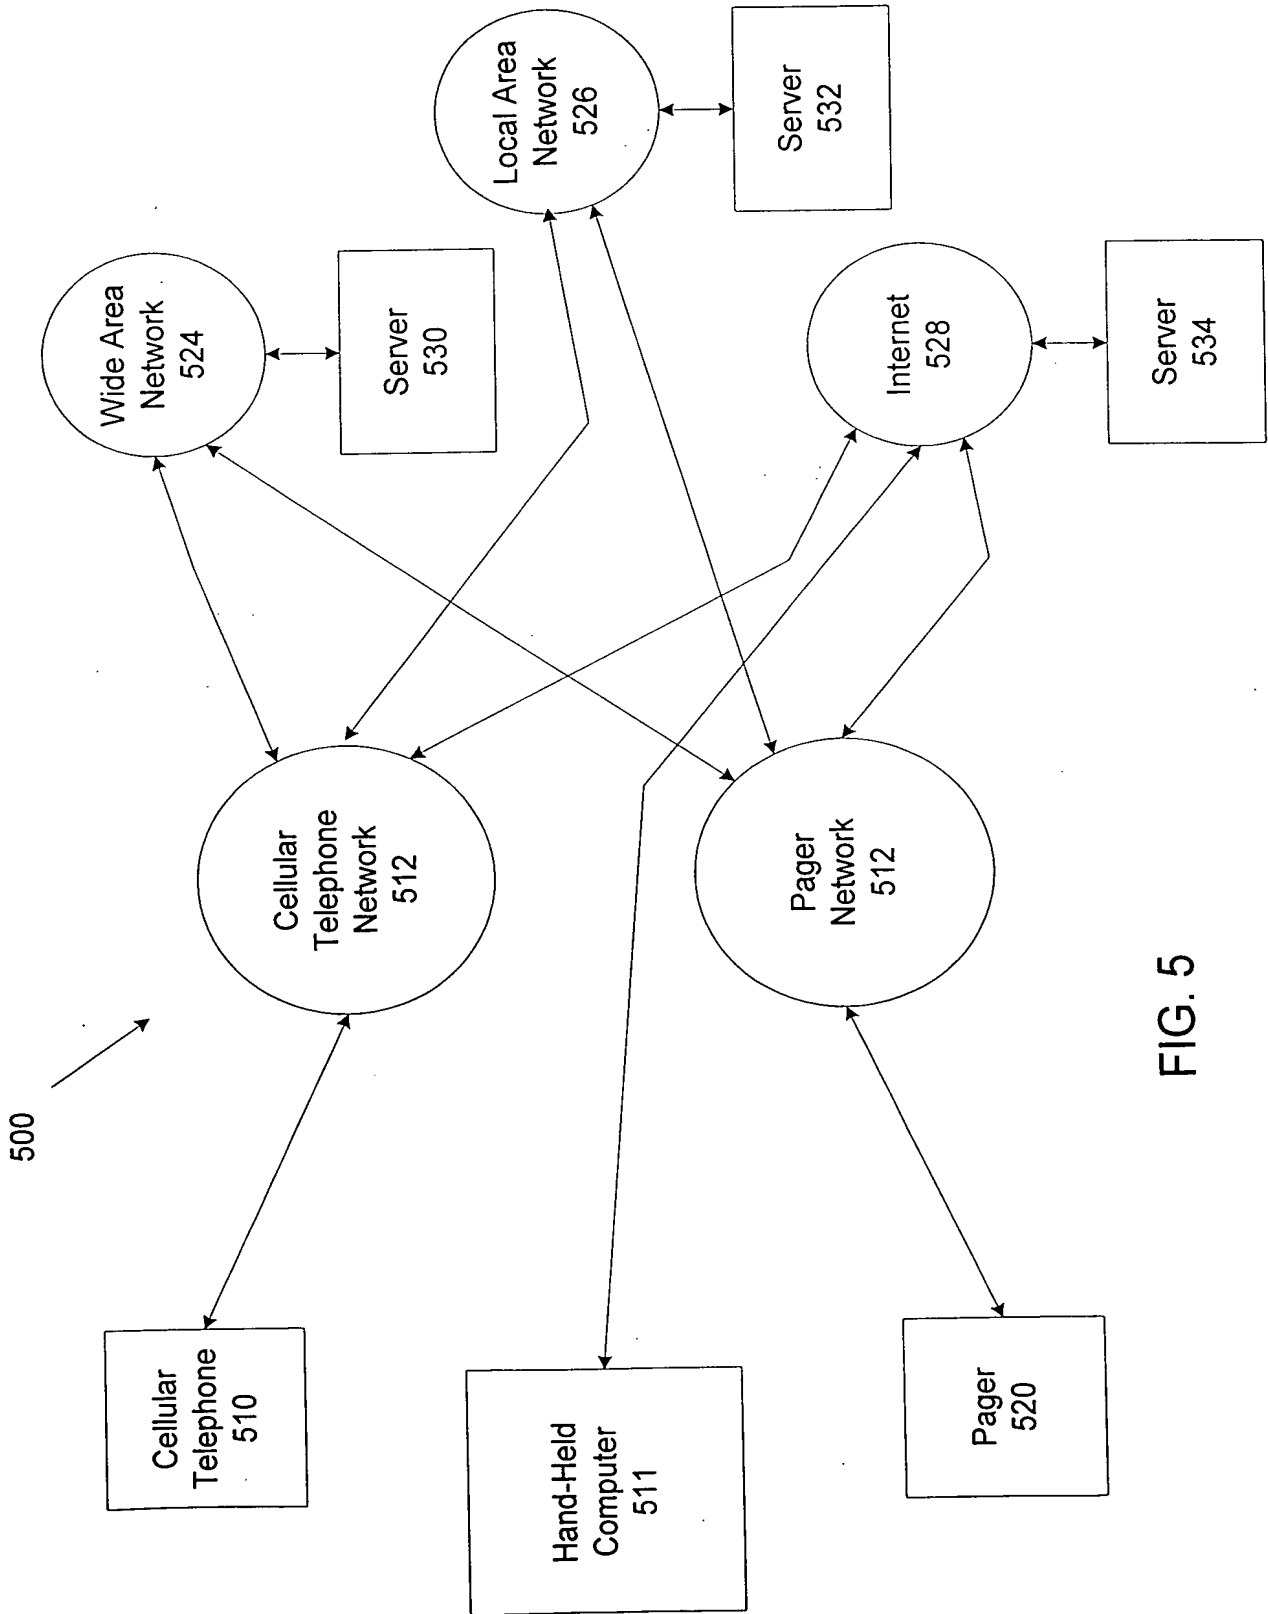 500
Cellular
Telephone
510
Hand-Held
Computer
511
Pager
520
Cellular
Telephone
Network
512
Pager
Network
512
Wide Area
Network
524
Server
530
Local Area
Network
526
Server
532
Internet
528
Server
534
FIG. 5